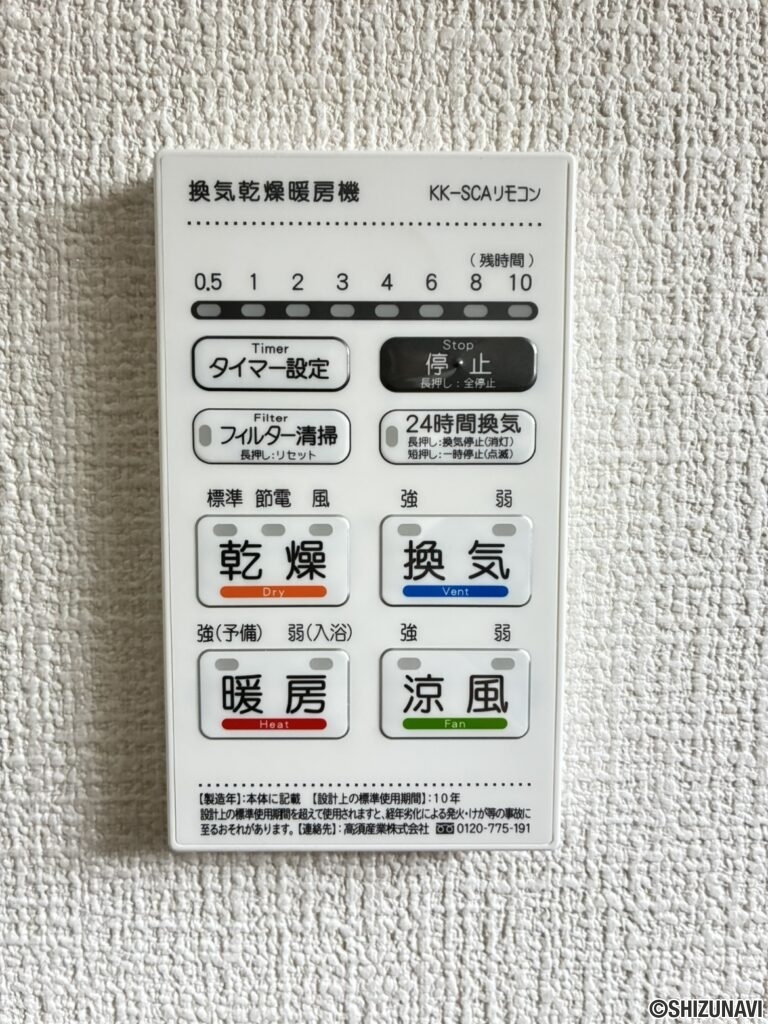 換気乾燥暖房機 KK-SCAリモコン
(残時間)
0.5 1 2 3 4 6 8 10
Timer
タイマー設定
Stop
停・止
長押し:全停止
Filter
フィルター清掃
長押し:リセット
24時間換気
長押し:換気停止(消灯)
短押し:一時停止(点滅)
標準 節電 風
乾燥
Dry
強 弱
換気
Vent
強(予備) 弱(入浴)
暖房
Heat
強 弱
涼風
Fan
【製造年】:本体に記載 【設計上の標準使用期間】:10年
設計上の標準使用期間を超えて使用されますと、経年劣化による発火・けが等の事故に
至るおそれがあります。【連絡先】:高須産業株式会社 0120-775-191
©SHIZUNAVI